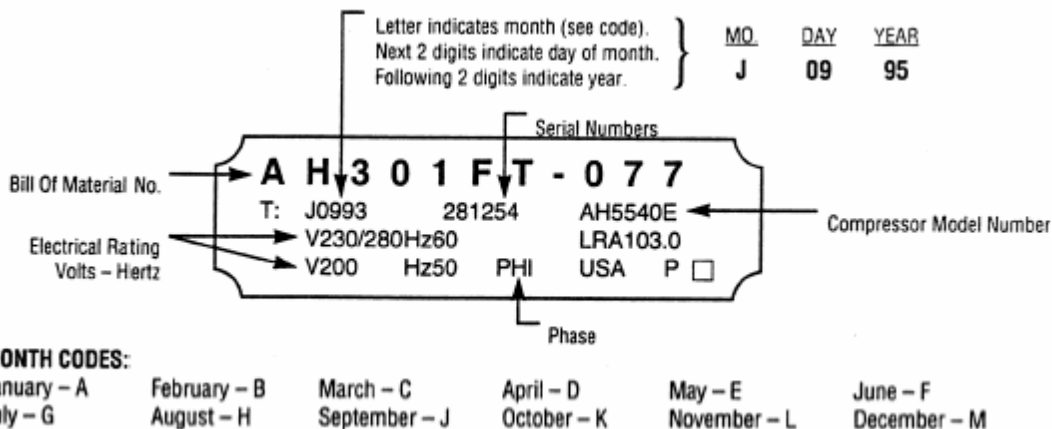 Letter indicates month (see code).
Next 2 digits indicate day of month.
Following 2 digits indicate year.
MO. DAY YEAR
J 09 95
Serial Numbers
Bill Of Material No.
A H 3 0 1 F T - 0 7 7
T: J0993 281254 AH5540E
Compressor Model Number
Electrical Rating
Volts – Hertz
V230/280Hz60 LRA103.0
V200 Hz50 PHI USA P
Phase
ONTH CODES:
anuary – A February – B March – C April – D May – E June – F
ly – G August – H September – J October – K November – L December – M